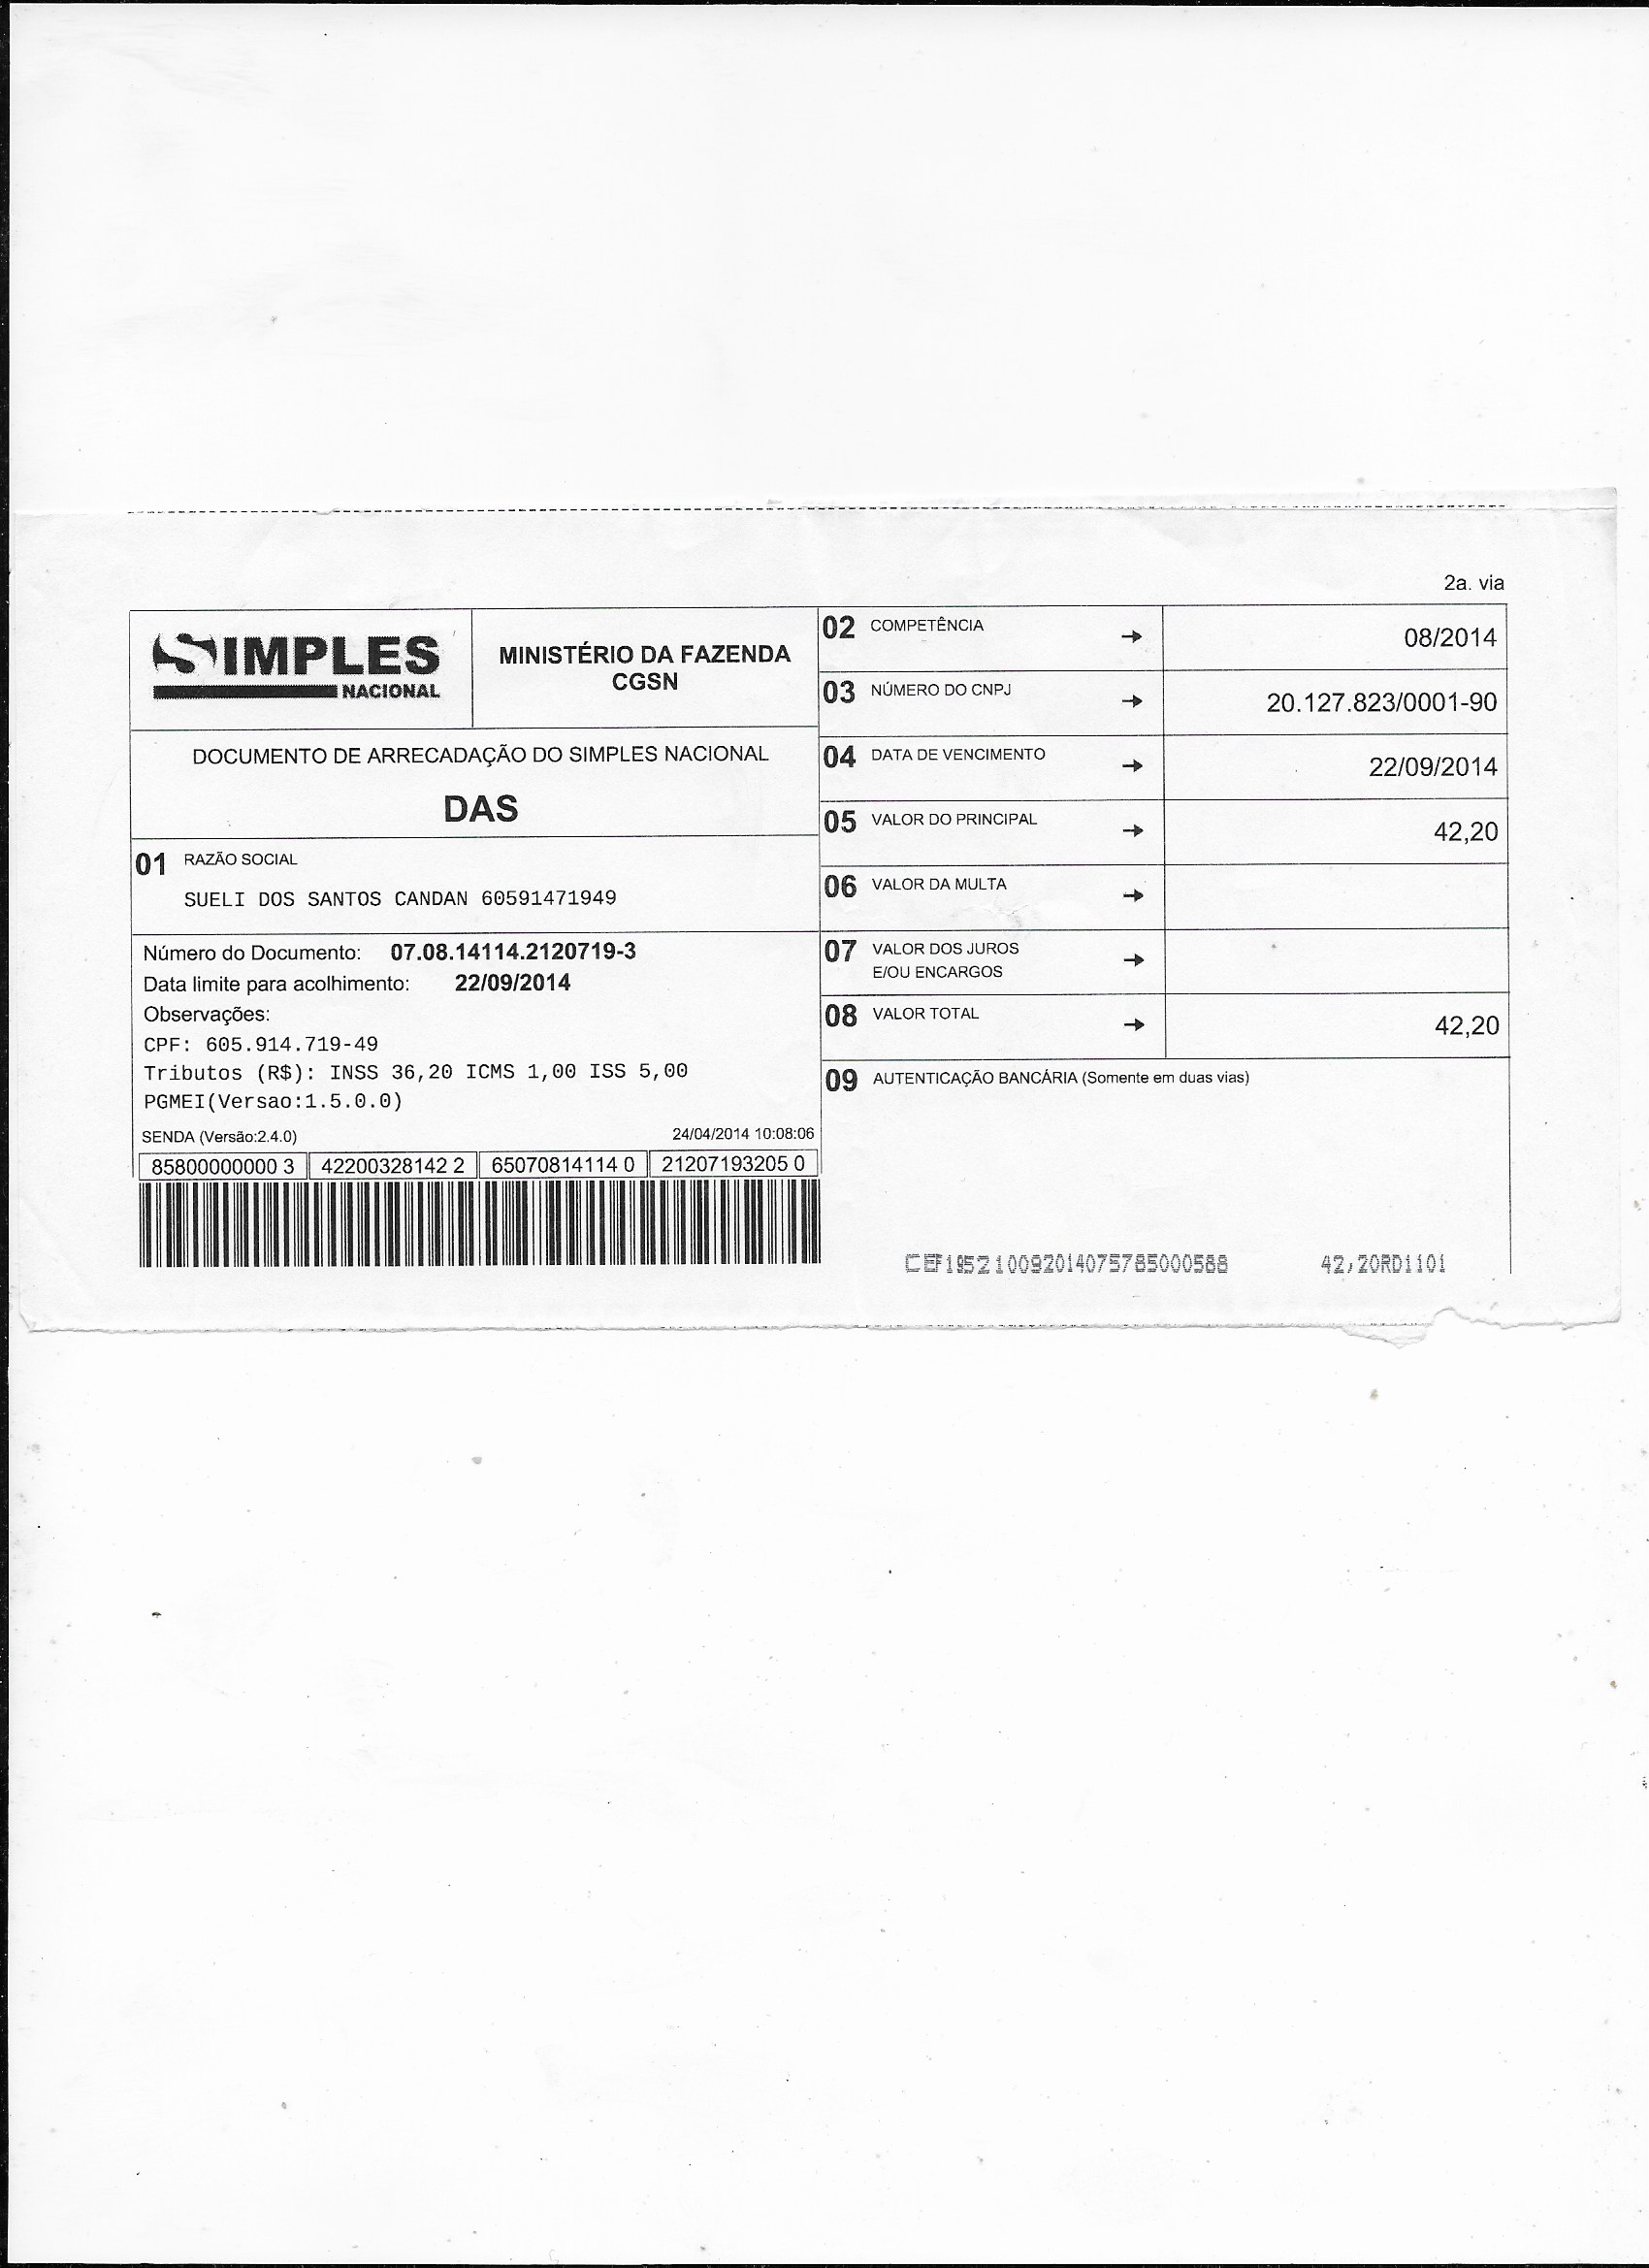 2a. via
SIMPLES
NACIONAL
MINISTÉRIO DA FAZENDA
CGSN
DOCUMENTO DE ARRECADAÇÃO DO SIMPLES NACIONAL
DAS
01 RAZÃO SOCIAL
SUELI DOS SANTOS CANDAN 60591471949
Número do Documento: 07.08.14114.2120719-3
Data limite para acolhimento: 22/09/2014
Observações:
CPF: 605.914.719-49
Tributos (R$): INSS 36,20 ICMS 1,00 ISS 5,00
PGMEI(Versao:1.5.0.0)
SENDA (Versão:2.4.0) 24/04/2014 10:08:06
85800000000 3 42200328142 2 65070814114 0 21207193205 0
02 COMPETÊNCIA → 08/2014
03 NÚMERO DO CNPJ → 20.127.823/0001-90
04 DATA DE VENCIMENTO → 22/09/2014
05 VALOR DO PRINCIPAL → 42,20
06 VALOR DA MULTA →
07 VALOR DOS JUROS →
E/OU ENCARGOS
08 VALOR TOTAL → 42,20
09 AUTENTICAÇÃO BANCÁRIA (Somente em duas vias)
CEF19521009201407578​5000588 42,20RD1101